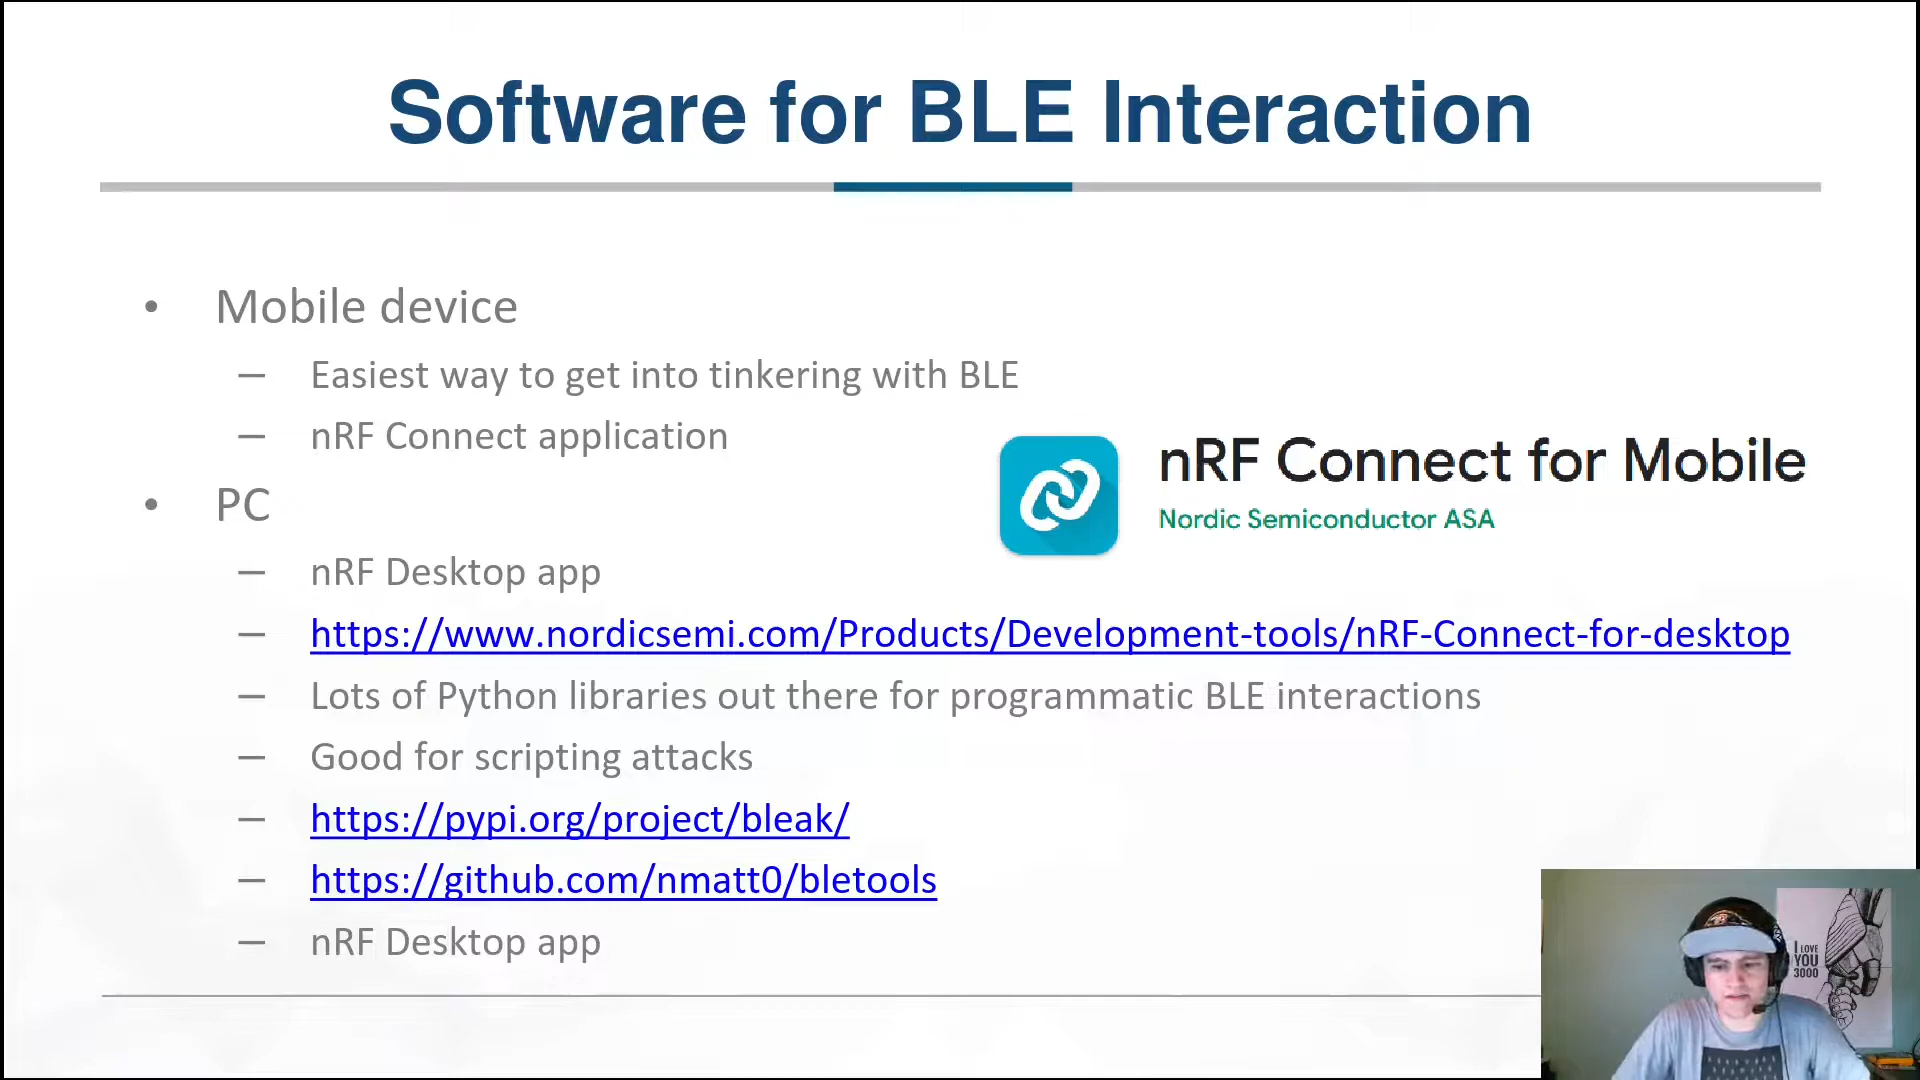 Software for BLE Interaction
• Mobile device
— Easiest way to get into tinkering with BLE
— nRF Connect application
nRF Connect for Mobile
Nordic Semiconductor ASA
• PC
— nRF Desktop app
— https://www.nordicsemi.com/Products/Development-tools/nRF-Connect-for-desktop
— Lots of Python libraries out there for programmatic BLE interactions
— Good for scripting attacks
— https://pypi.org/project/bleak/
— https://github.com/nmatt0/bletools
— nRF Desktop app
I LOVE
YOU
3000